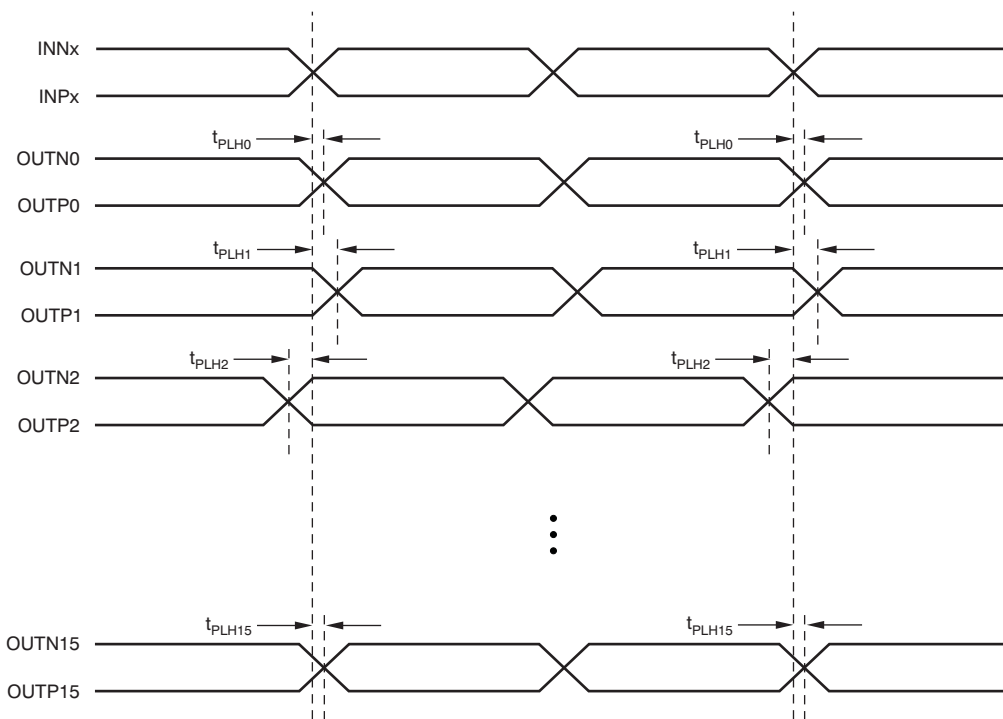 INNx
INPx
tPLH0 tPLH0
OUTN0
OUTP0
tPLH1 tPLH1
OUTN1
OUTP1
tPLH2 tPLH2
OUTN2
OUTP2
tPLH15 tPLH15
OUTN15
OUTP15